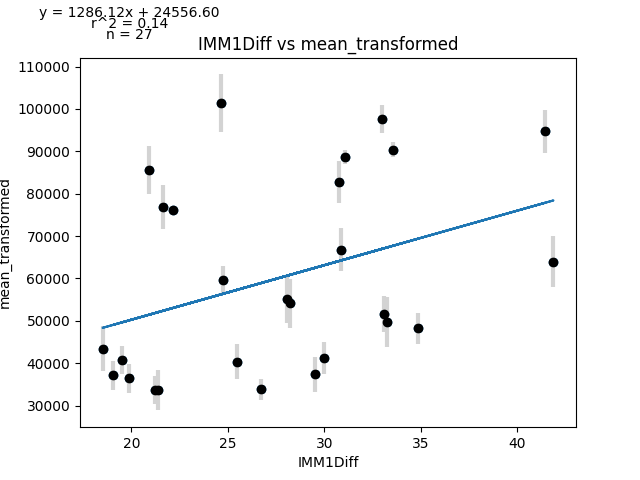 y = 1286.12x + 24556.60
r^2 = 0.14
n = 27
IMM1Diff vs mean_transformed
110000
100000
90000
80000
70000
60000
50000
40000
30000
mean_transformed
20
25
30
35
40
IMM1Diff